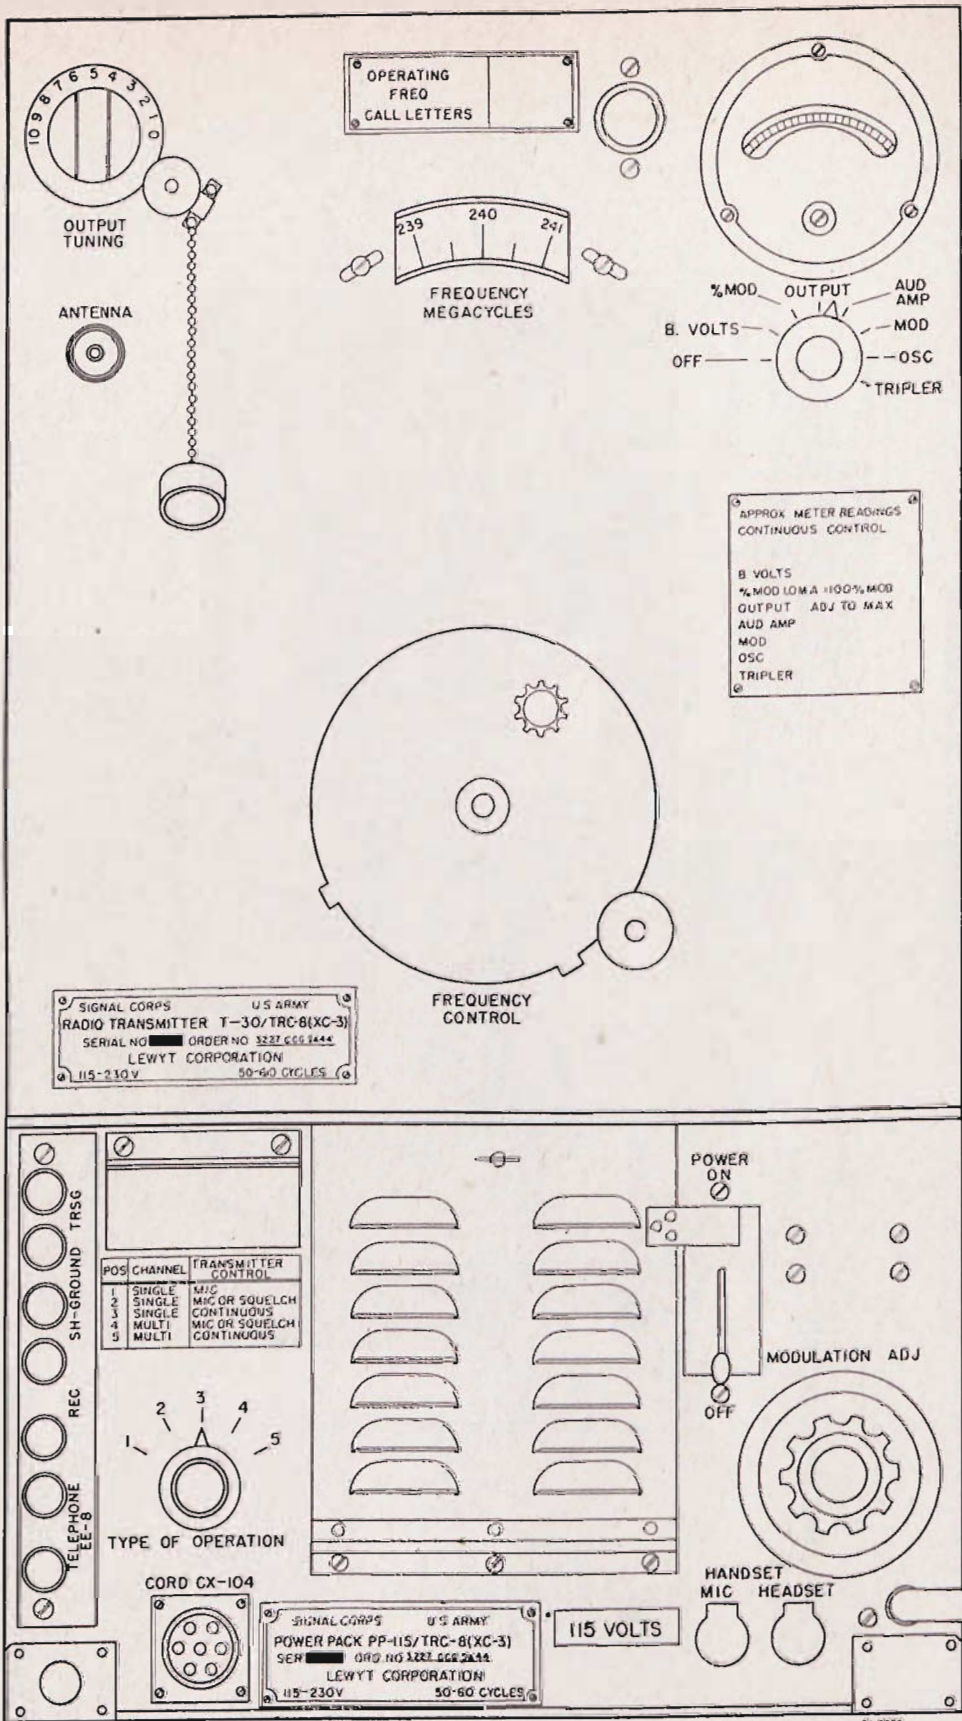 10 9 8 7 6 5 4 3 2 1 0
OUTPUT
TUNING
ANTENNA
OPERATING
FREQ
CALL LETTERS
239 240 241
FREQUENCY
MEGACYCLES
%MOD OUTPUT AUD
AMP
B. VOLTS MOD
OFF OSC
TRIPLER
APPROX METER READINGS
CONTINUOUS CONTROL
B VOLTS
%MOD 1.0 M.A =100% MOD
OUTPUT ADJ TO MAX
AUD AMP
MOD
OSC
TRIPLER
FREQUENCY
CONTROL
SIGNAL CORPS U S ARMY
RADIO TRANSMITTER T-30/TRC-8(XC-3)
SERIAL NO ORDER NO
LEWYT CORPORATION
115-230 V 50-60 CYCLES
TRSG
SH-GROUND
REC
TELEPHONE
EE-8
POS CHANNEL TRANSMITTER
CONTROL
1 SINGLE MIC
2 SINGLE MIC OR SQUELCH
3 SINGLE CONTINUOUS
4 MULTI MIC OR SQUELCH
5 MULTI CONTINUOUS
1 2 3 4 5
TYPE OF OPERATION
CORD CX-104
POWER
ON
OFF
MODULATION ADJ
HANDSET
MIC HEADSET
115 VOLTS
SIGNAL CORPS U S ARMY
POWER PACK PP-115/TRC-8(XC-3)
SER ORD NO
LEWYT CORPORATION
115-230V 50-60 CYCLES